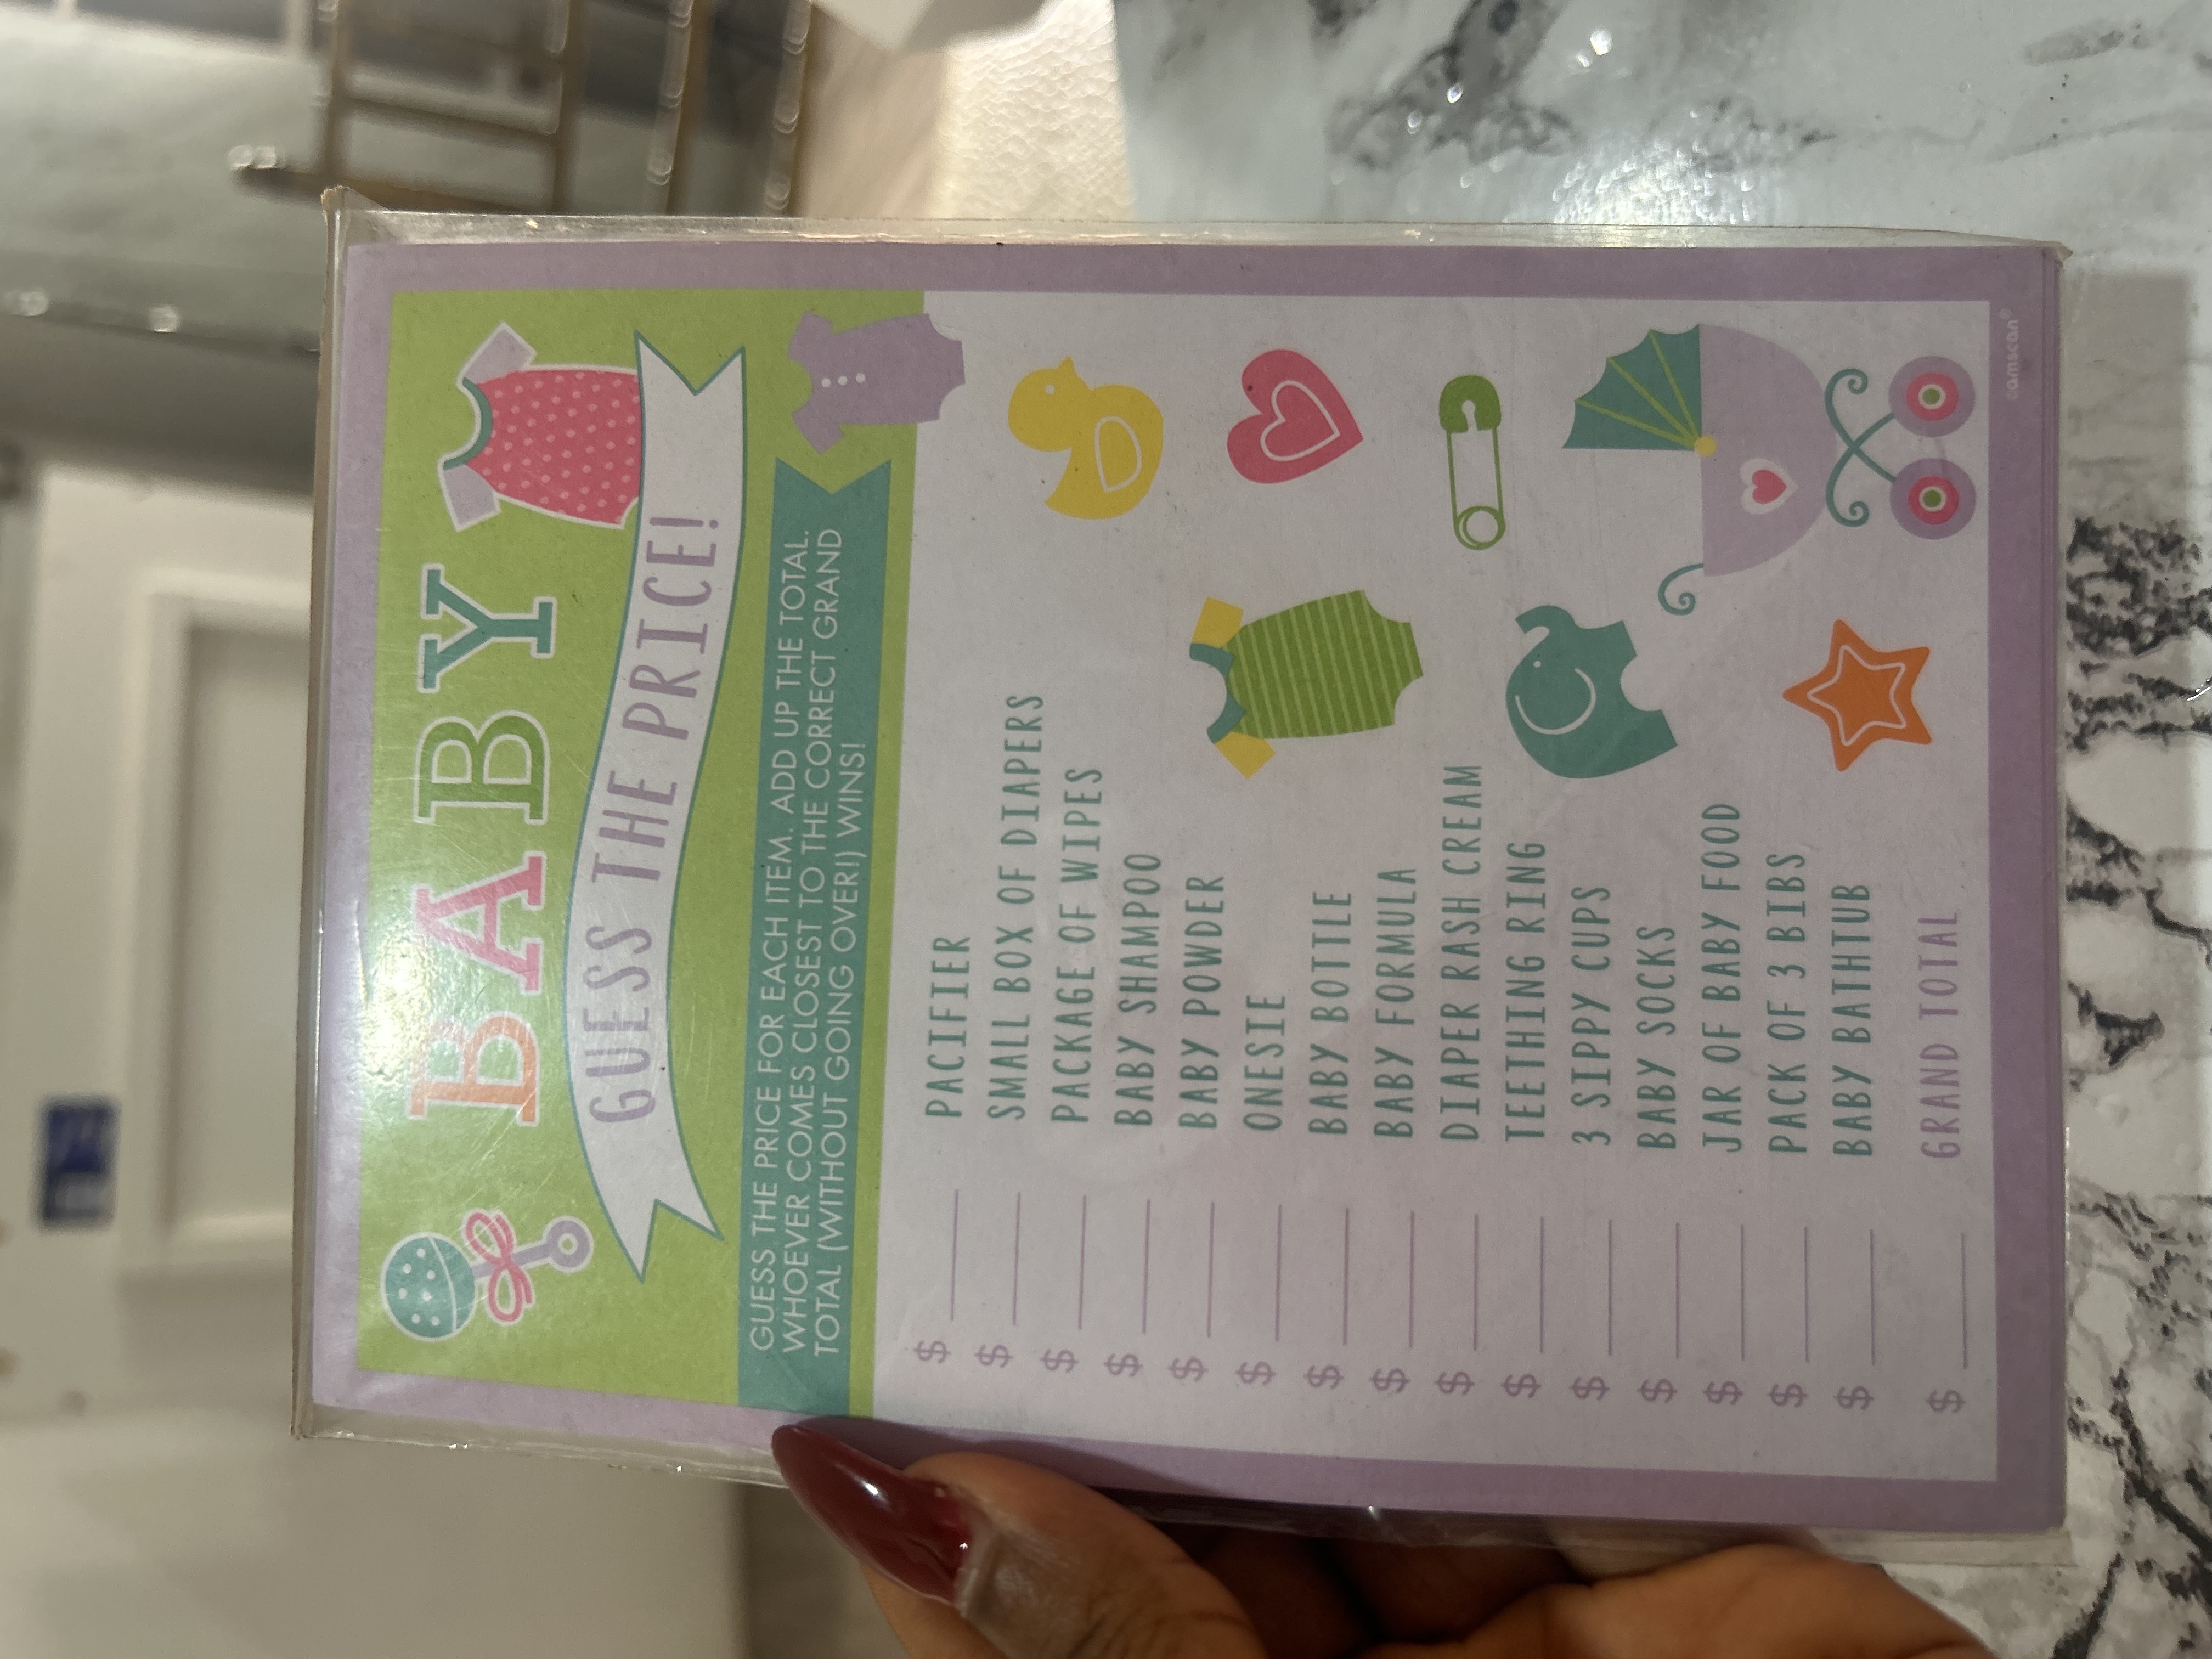 BABY
GUESS THE PRICE!
GUESS THE PRICE FOR EACH ITEM. ADD UP THE TOTAL.
WHOEVER COMES CLOSEST TO THE CORRECT GRAND
TOTAL (WITHOUT GOING OVER!) WINS!
$ PACIFIER
$ SMALL BOX OF DIAPERS
$ PACKAGE OF WIPES
$ BABY SHAMPOO
$ BABY POWDER
$ ONESIE
$ BABY BOTTLE
$ BABY FORMULA
$ DIAPER RASH CREAM
$ TEETHING RING
$ 3 SIPPY CUPS
$ BABY SOCKS
$ JAR OF BABY FOOD
$ PACK OF 3 BIBS
$ BABY BATHTUB
$ GRAND TOTAL
amscan®